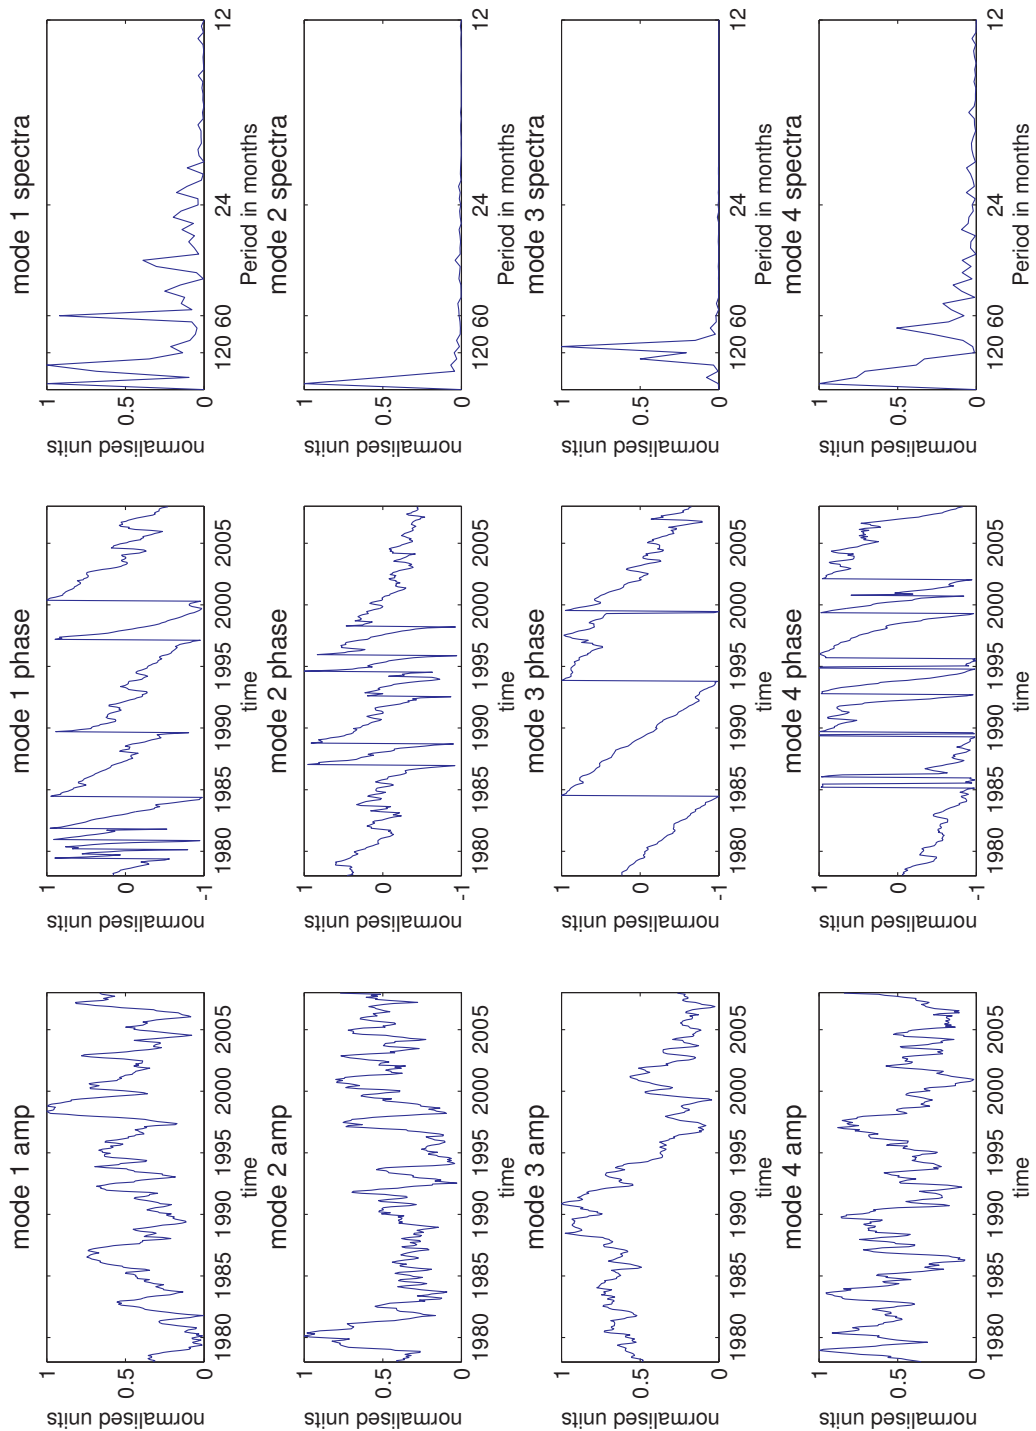 mode 1 amp
normalised units
1
0.5
0
1980 1985 1990 1995 2000 2005
time
mode 1 phase
normalised units
1
0
-1
1980 1985 1990 1995 2000 2005
time
mode 1 spectra
normalised units
1
0.5
0
120 60 24 12
Period in months
mode 2 amp
normalised units
1
0.5
0
1980 1985 1990 1995 2000 2005
time
mode 2 phase
normalised units
1
0
-1
1980 1985 1990 1995 2000 2005
time
mode 2 spectra
normalised units
1
0.5
0
120 60 24 12
Period in months
mode 3 amp
normalised units
1
0.5
0
1980 1985 1990 1995 2000 2005
time
mode 3 phase
normalised units
1
0
-1
1980 1985 1990 1995 2000 2005
time
mode 3 spectra
normalised units
1
0.5
0
120 60 24 12
Period in months
mode 4 amp
normalised units
1
0.5
0
1980 1985 1990 1995 2000 2005
time
mode 4 phase
normalised units
1
0
-1
1980 1985 1990 1995 2000 2005
time
mode 4 spectra
normalised units
1
0.5
0
120 60 24 12
Period in months